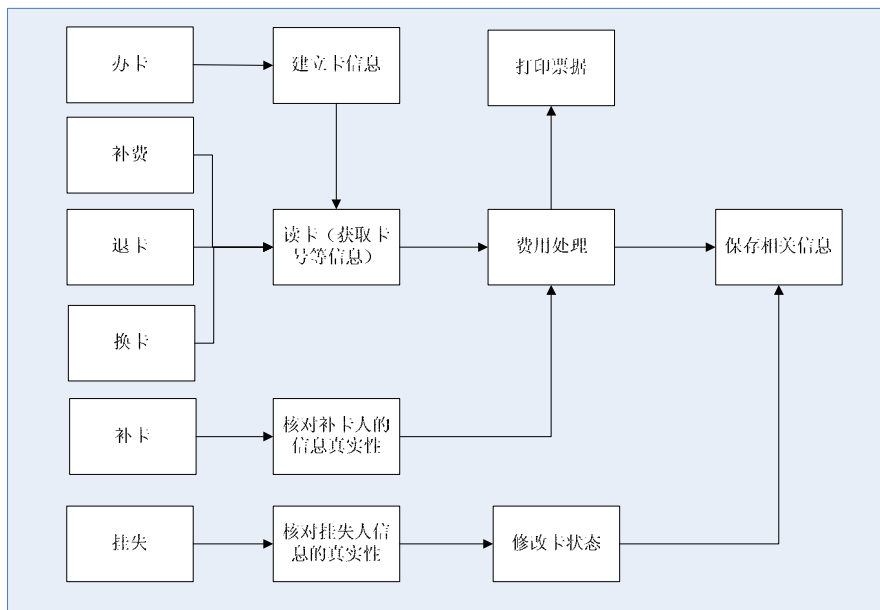 办卡
建立卡信息
打印票据
补费
退卡
读卡（获取卡
号等信息）
费用处理
保存相关信息
换卡
补卡
核对补卡人的
信息真实性
挂失
核对挂失人信
息的真实性
修改卡状态